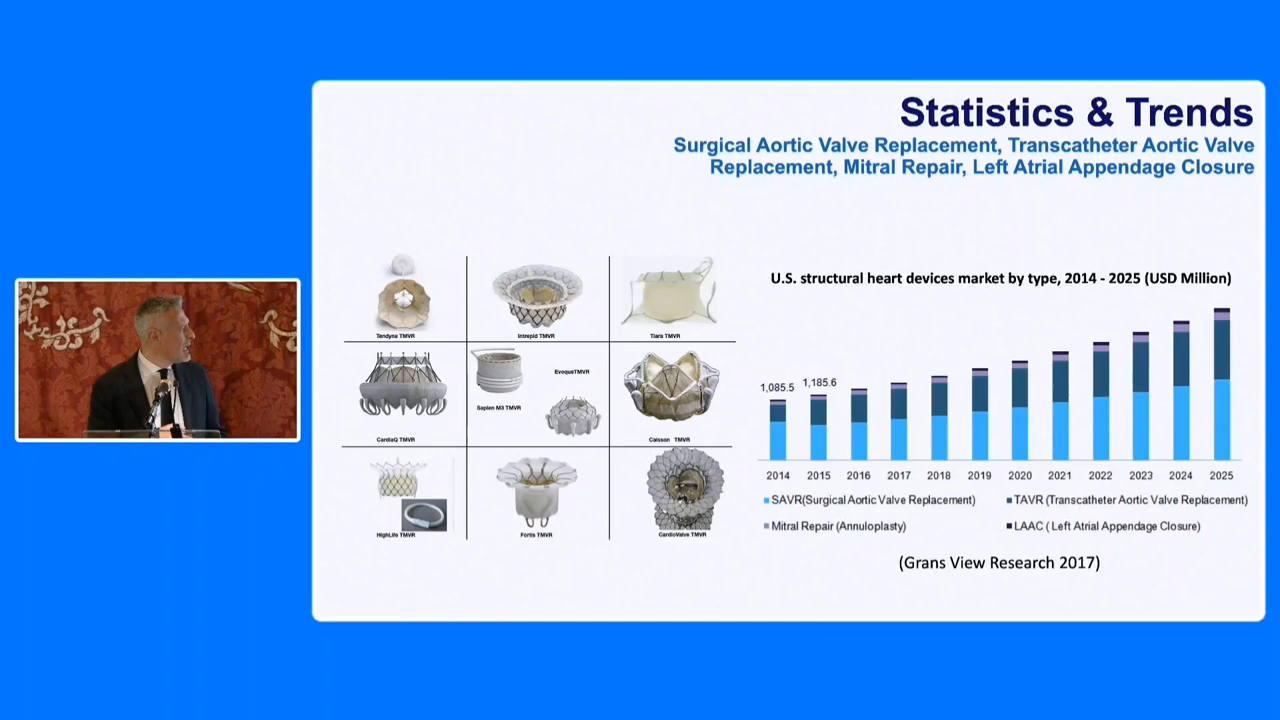 Statistics & Trends
Surgical Aortic Valve Replacement, Transcatheter Aortic Valve
Replacement, Mitral Repair, Left Atrial Appendage Closure
Tendyne TMVR
Intrepid TMVR
Tiara TMVR
CardiaQ TMVR
Sapien M3 TMVR
EvoqueTMVR
Caisson TMVR
HighLife TMVR
Fortis TMVR
CardioValve TMVR
U.S. structural heart devices market by type, 2014 - 2025 (USD Million)
1,085.5 1,185.6
2014 2015 2016 2017 2018 2019 2020 2021 2022 2023 2024 2025
SAVR(Surgical Aortic Valve Replacement) TAVR (Transcatheter Aortic Valve Replacement)
Mitral Repair (Annuloplasty) LAAC ( Left Atrial Appendage Closure)
(Grans View Research 2017)